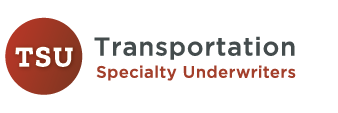 TSU
Transportation
Specialty Underwriters